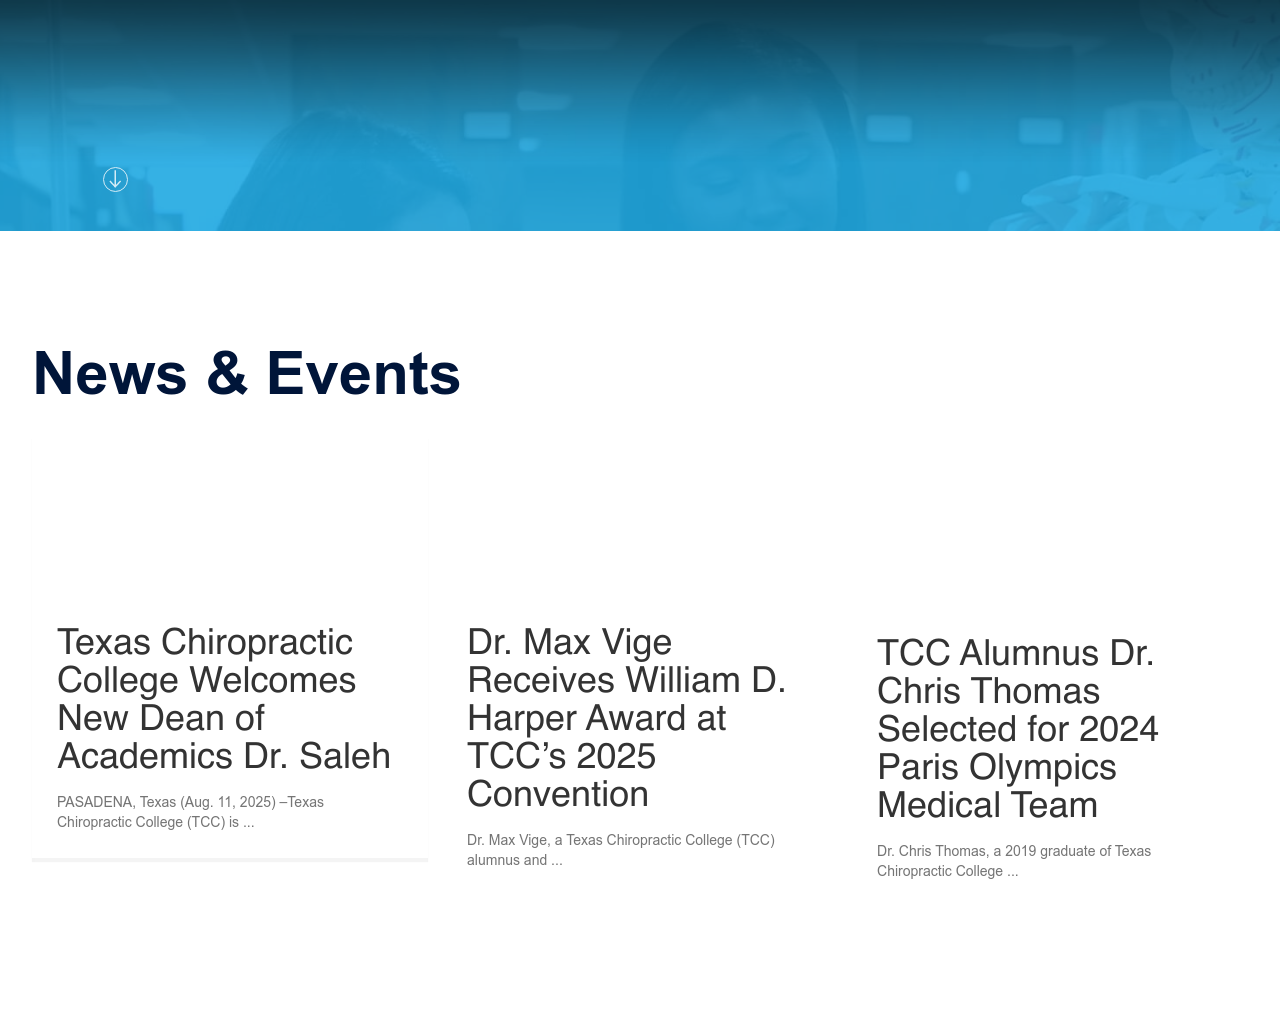 News & Events
Texas Chiropractic
College Welcomes
New Dean of
Academics Dr. Saleh
PASADENA, Texas (Aug. 11, 2025) –Texas
Chiropractic College (TCC) is ...
Dr. Max Vige
Receives William D.
Harper Award at
TCC’s 2025
Convention
Dr. Max Vige, a Texas Chiropractic College (TCC)
alumnus and ...
TCC Alumnus Dr.
Chris Thomas
Selected for 2024
Paris Olympics
Medical Team
Dr. Chris Thomas, a 2019 graduate of Texas
Chiropractic College ...